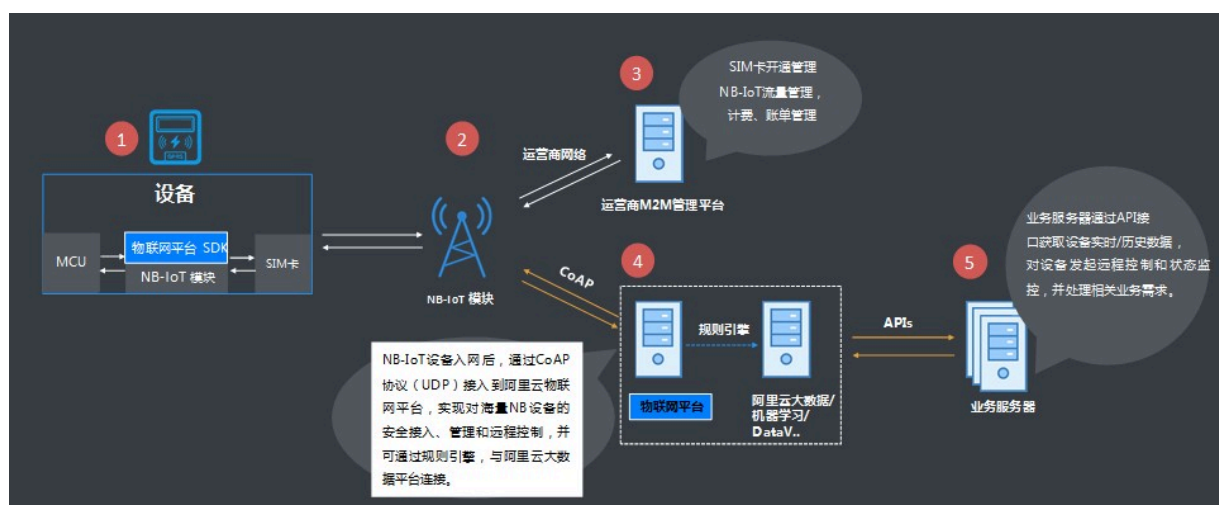 1
GPRS
设备
MCU
物联网平台 SDK
NB-IoT 模块
SIM卡
2
NB-IoT 模块
运营商网络
3
运营商M2M管理平台
SIM卡开通管理
NB-IoT流量管理，
计费、账单管理
CoAP
4
规则引擎
物联网平台
阿里云大数据/
机器学习/
DataV..
NB-IoT设备入网后，通过CoAP
协议（UDP）接入到阿里云物联
网平台，实现对海量NB设备的
安全接入、管理和远程控制，并
可通过规则引擎，与阿里云大数
据平台连接。
APIs
5
业务服务器
业务服务器通过API接
口获取设备实时/历史数据，
对设备发起远程控制和状态监
控，并处理相关业务需求。